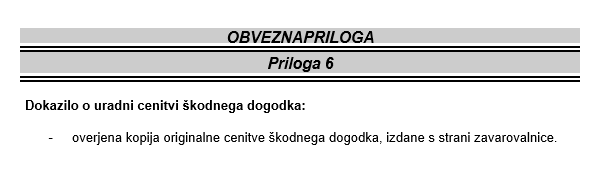 OBVEZNAPRILOGA
Priloga 6
Dokazilo o uradni cenitvi škodnega dogodka:
- overjena kopija originalne cenitve škodnega dogodka, izdane s strani zavarovalnice.